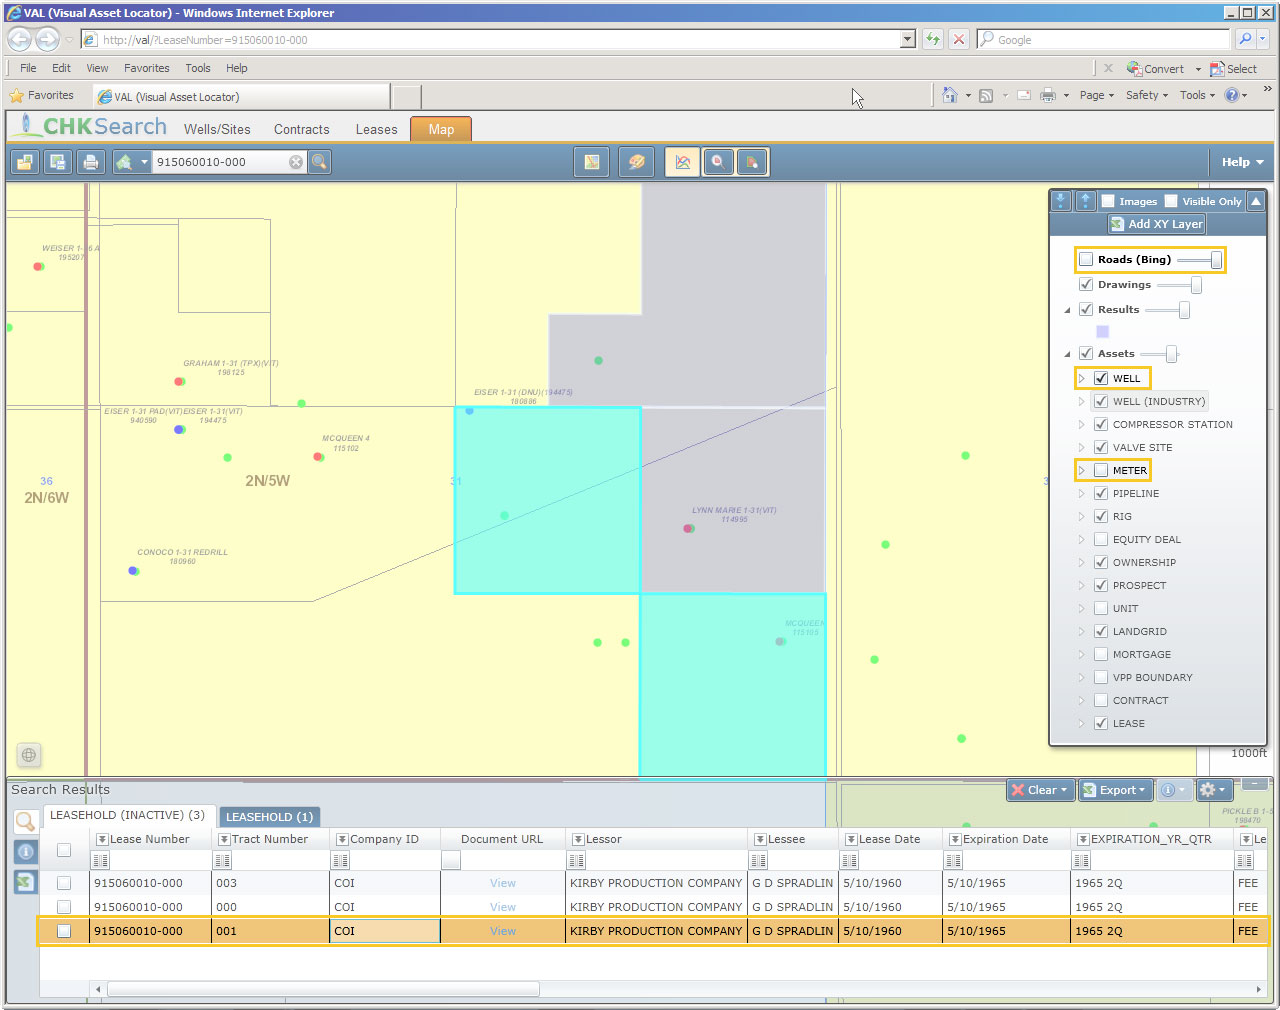 VAL (Visual Asset Locator) - Windows Internet Explorer
http://val/?LeaseNumber=915060010-000
Google
File Edit View Favorites Tools Help
Convert Select
Favorites VAL (Visual Asset Locator)
Page Safety Tools
CHKSearch Wells/Sites Contracts Leases Map
915060010-000
Help
Images Visible Only
Add XY Layer
Roads (Bing)
Drawings
Results
Assets
WELL
WELL (INDUSTRY)
COMPRESSOR STATION
VALVE SITE
METER
PIPELINE
RIG
EQUITY DEAL
OWNERSHIP
PROSPECT
UNIT
LANDGRID
MORTGAGE
VPP BOUNDARY
CONTRACT
LEASE
195207
GRAHAM 1-31 (TPX)(VIT)
198125
EISER 1-31 (DNU)(194475)
180886
EISER 1-31 PAD(VIT)EISER 1-31(VIT)
940590 194475
MCQUEEN 4
115102
36
2N/6W
2N/5W
31
LYNN MARIE 1-31(VIT)
114995
CONOCO 1-31 REDRILL
180960
MCQUEEN
115105
1000ft
Search Results
Clear Export
PICKLE B 1-5
198470
LEASEHOLD (INACTIVE) (3) LEASEHOLD (1)
Lease Number Tract Number Company ID Document URL Lessor Lessee Lease Date Expiration Date EXPIRATION_YR_QTR Le
915060010-000 003 COI View KIRBY PRODUCTION COMPANY G D SPRADLIN 5/10/1960 5/10/1965 1965 2Q FEE
915060010-000 000 COI View KIRBY PRODUCTION COMPANY G D SPRADLIN 5/10/1960 5/10/1965 1965 2Q FEE
915060010-000 001 COI View KIRBY PRODUCTION COMPANY G D SPRADLIN 5/10/1960 5/10/1965 1965 2Q FEE